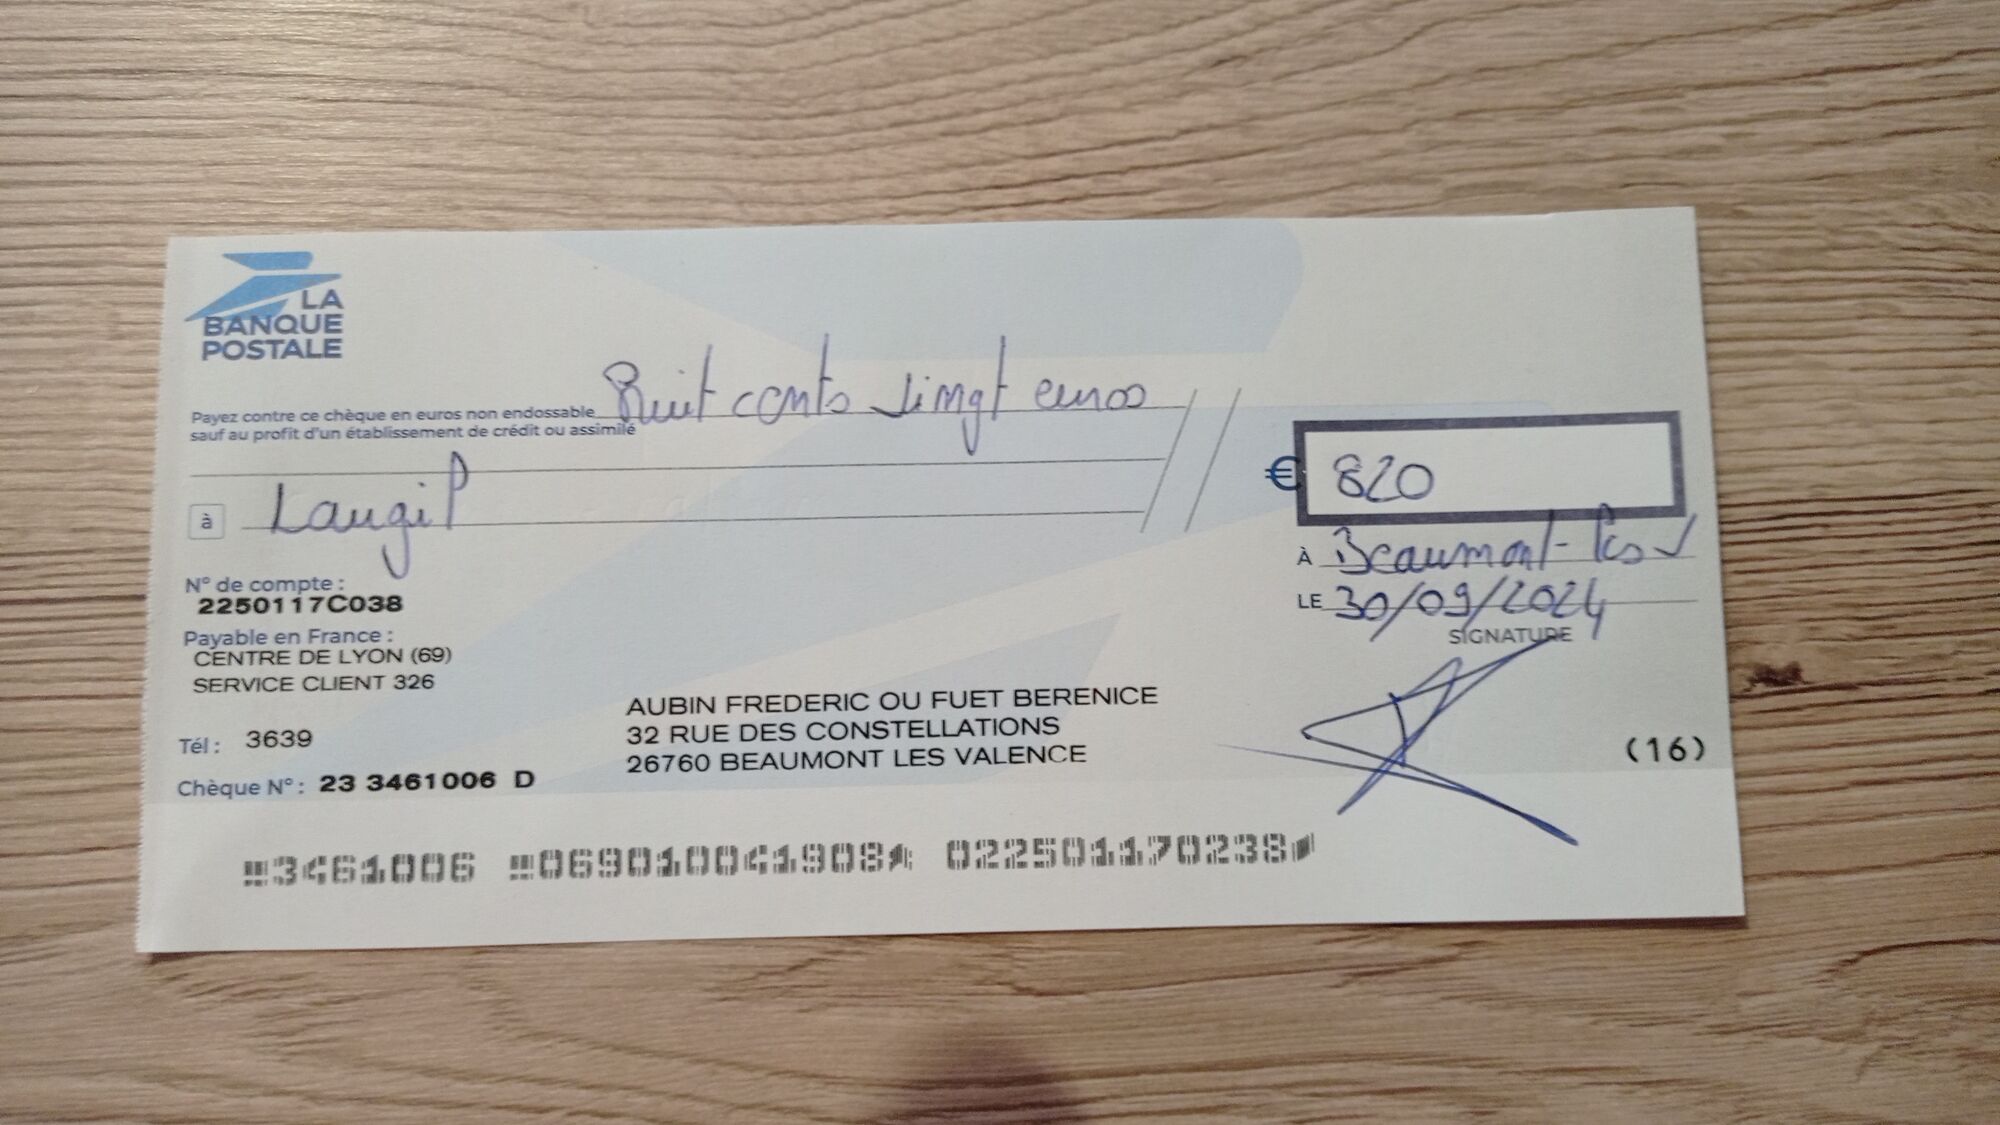 LA
BANQUE
POSTALE
Payez contre ce chèque en euros non endossable Huit cents vingt euros
sauf au profit d'un établissement de crédit ou assimilé
€ 820
à Laugil
À Beaumont-les V
LE 30/09/2024
SIGNATURE
N° de compte :
2250117C038
Payable en France :
CENTRE DE LYON (69)
SERVICE CLIENT 326
Tél : 3639
Chèque N° : 23 3461006 D
AUBIN FREDERIC OU FUET BERENICE
32 RUE DES CONSTELLATIONS
26760 BEAUMONT LES VALENCE
(16)
3461006 069010041908 022501170238